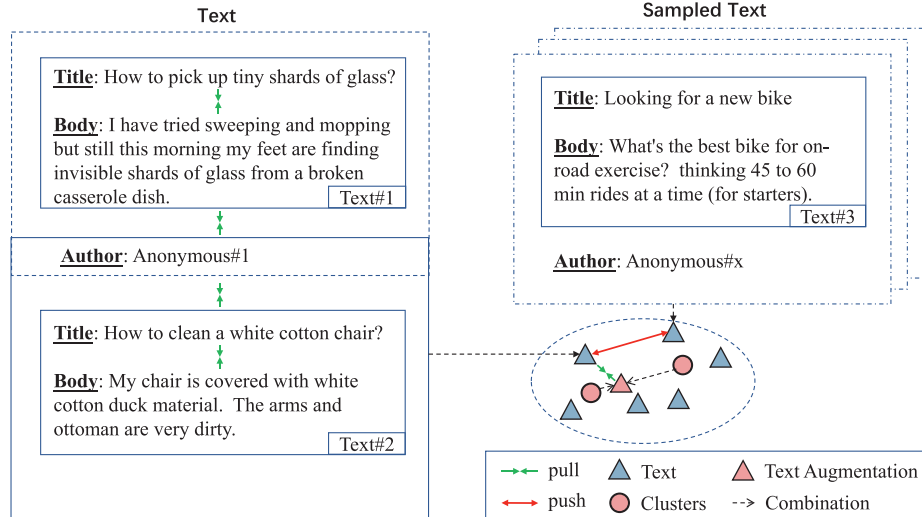 Text
Title: How to pick up tiny shards of glass?
Body: I have tried sweeping and mopping
but still this morning my feet are finding
invisible shards of glass from a broken
casserole dish.
Text#1
Author: Anonymous#1
Title: How to clean a white cotton chair?
Body: My chair is covered with white
cotton duck material. The arms and
ottoman are very dirty.
Text#2
Sampled Text
Title: Looking for a new bike
Body: What's the best bike for on-
road exercise? thinking 45 to 60
min rides at a time (for starters).
Text#3
Author: Anonymous#x
pull
Text
Text Augmentation
push
Clusters
Combination